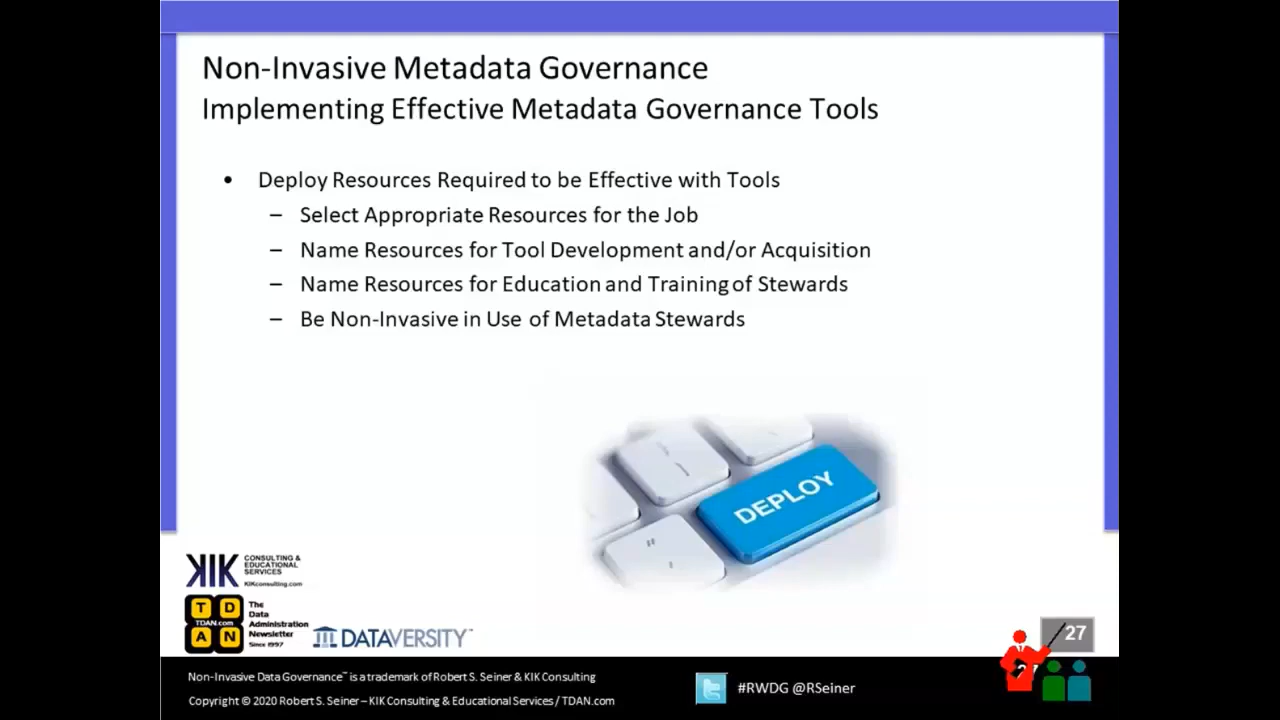 Non-Invasive Metadata Governance
Implementing Effective Metadata Governance Tools
• Deploy Resources Required to be Effective with Tools
– Select Appropriate Resources for the Job
– Name Resources for Tool Development and/or Acquisition
– Name Resources for Education and Training of Stewards
– Be Non-Invasive in Use of Metadata Stewards
DEPLOY
KIK
CONSULTING &
EDUCATIONAL
SERVICES
KIKconsulting.com
T D
TDAN.com
A N
The
Data
Administration
Newsletter
Since 1997
DATAVERSITY™
27
Non-Invasive Data Governance™ is a trademark of Robert S. Seiner & KIK Consulting
Copyright © 2020 Robert S. Seiner – KIK Consulting & Educational Services / TDAN.com
#RWDG @RSeiner